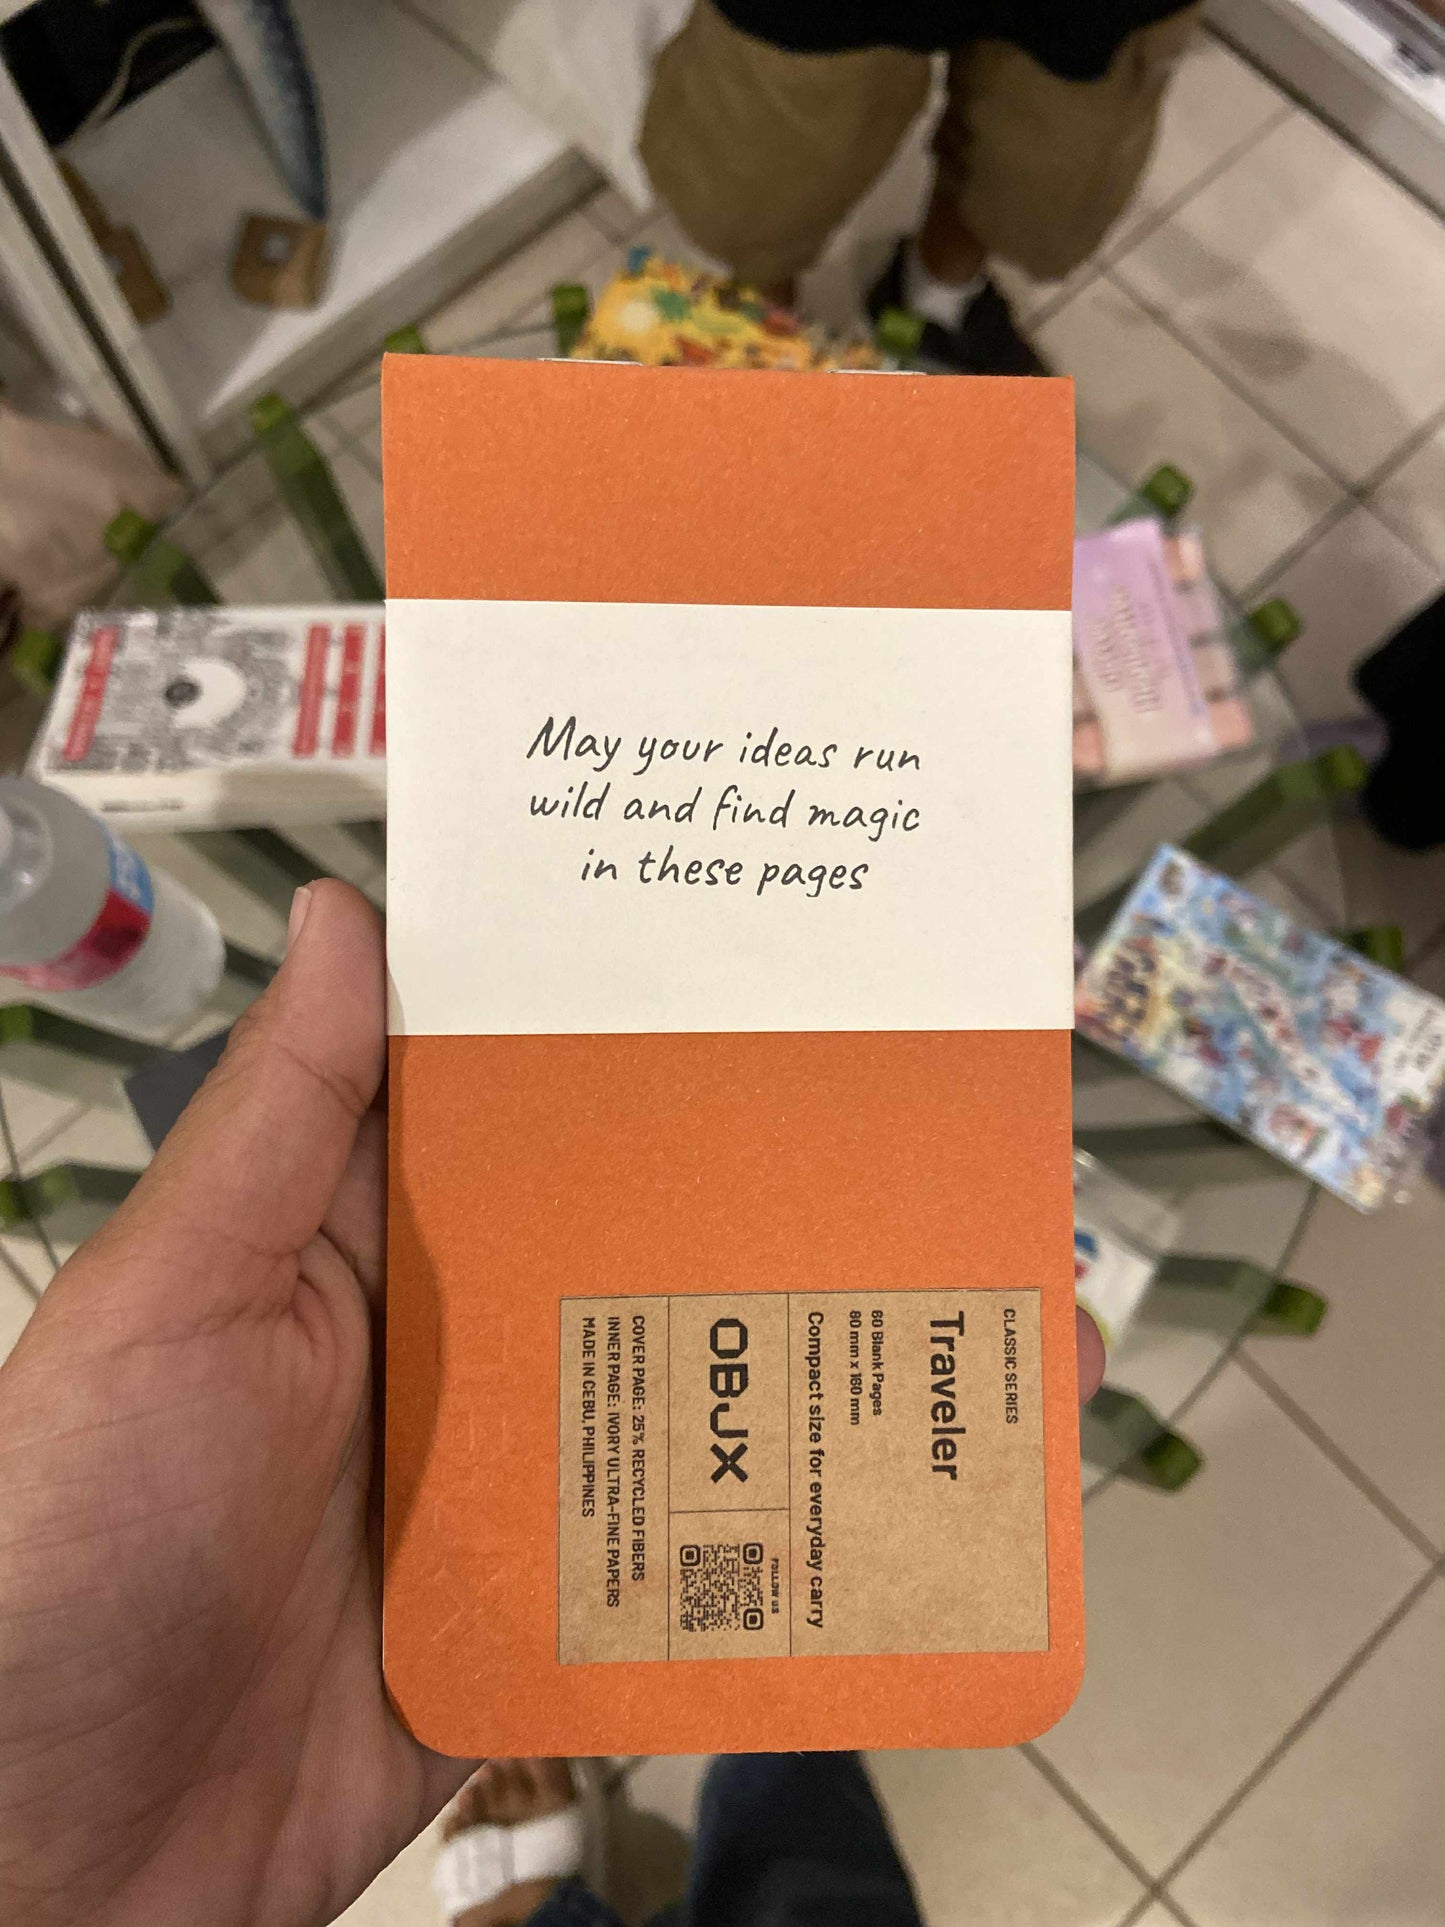 May your ideas run
wild and find magic
in these pages
CLASSIC SERIES
Traveler
60 Blank Pages
80 mm x 160 mm
Compact size for everyday carry
OBJX
FOLLOW US
COVER PAGE: 25% RECYCLED FIBERS
INNER PAGE: IVORY ULTRA-FINE PAPERS
MADE IN CEBU, PHILIPPINES